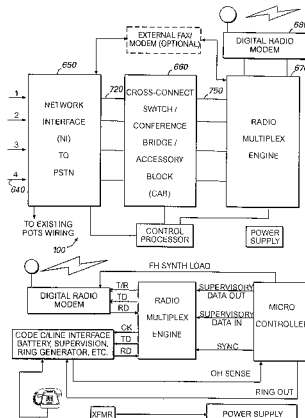 EXTERNAL FAX/
MODEM (OPTIONAL)
680
DIGITAL RADIO
MODEM
650
660
670
720
750
1
2
3
4
640
NETWORK
INTERFACE
(NI)
TO
PSTN
CROSS-CONNECT
SWITCH /
CONFERENCE
BRIDGE /
ACCESSORY
BLOCK
(CAB)
RADIO
MULTIPLEX
ENGINE
TO EXISTING
POTS WIRING
100
CONTROL
PROCESSOR
POWER
SUPPLY
FH SYNTH LOAD
DIGITAL RADIO
MODEM
T/R
TD
RD
RADIO
MULTIPLEX
ENGINE
SUPERVISORY
DATA OUT
SUPERVISORY
DATA IN
SYNC
MICRO
CONTROLLE
CODEC/LINE INTERFACE
BATTERY, SUPERVISION,
RING GENERATOR, ETC.
CK
TD
RD
OH SENSE
RING OUT
XFMR
POWER SUPPLY